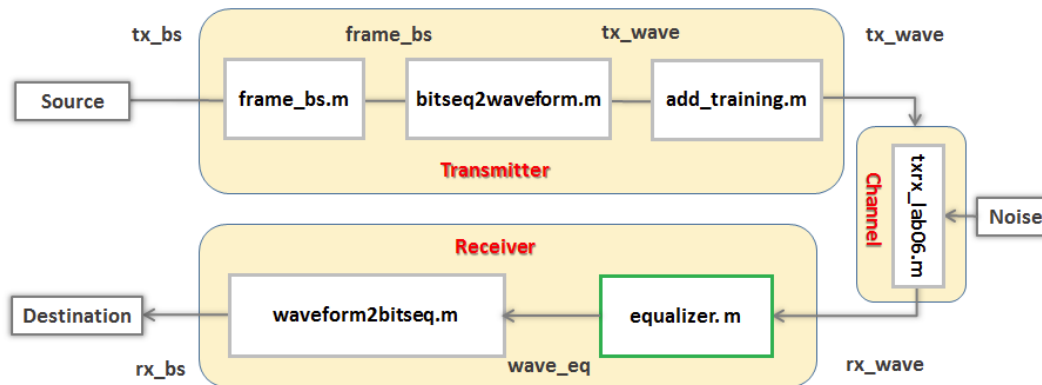 tx_bs
frame_bs
tx_wave
tx_wave
Source
frame_bs.m
bitseq2waveform.m
add_training.m
Transmitter
Channel
txrx_lab06.m
Noise
Receiver
Destination
waveform2bitseq.m
equalizer. m
rx_bs
wave_eq
rx_wave